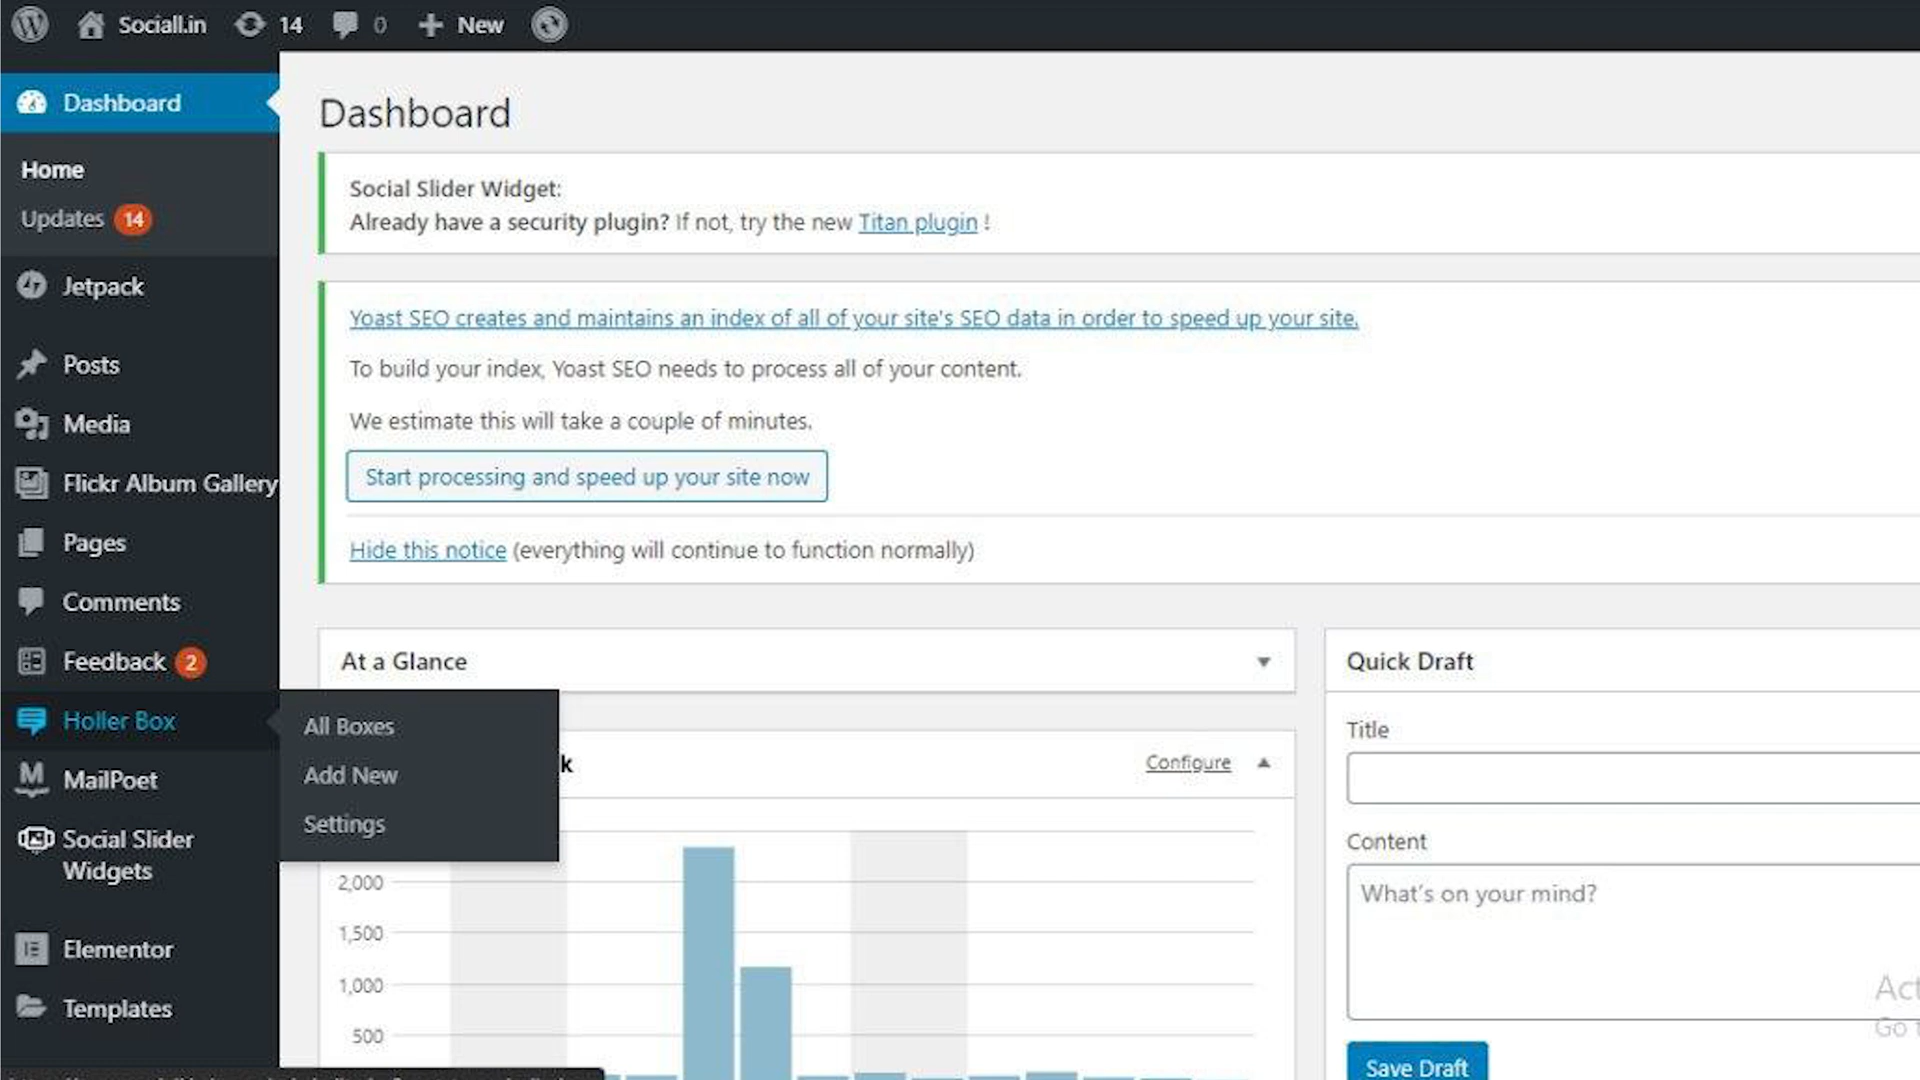 Sociall.in 14 0 New
Dashboard
Home
Updates 14
Jetpack
Posts
Media
Flickr Album Gallery
Pages
Comments
Feedback 2
Holler Box
MailPoet
Social Slider
Widgets
Elementor
Templates
All Boxes
Add New
Settings
Dashboard
Social Slider Widget:
Already have a security plugin? If not, try the new Titan plugin !
Yoast SEO creates and maintains an index of all of your site's SEO data in order to speed up your site.
To build your index, Yoast SEO needs to process all of your content.
We estimate this will take a couple of minutes.
Start processing and speed up your site now
Hide this notice (everything will continue to function normally)
At a Glance
k Configure
2,000
1,500
1,000
500
Quick Draft
Title
Content
What's on your mind?
Save Draft
Act
Go t